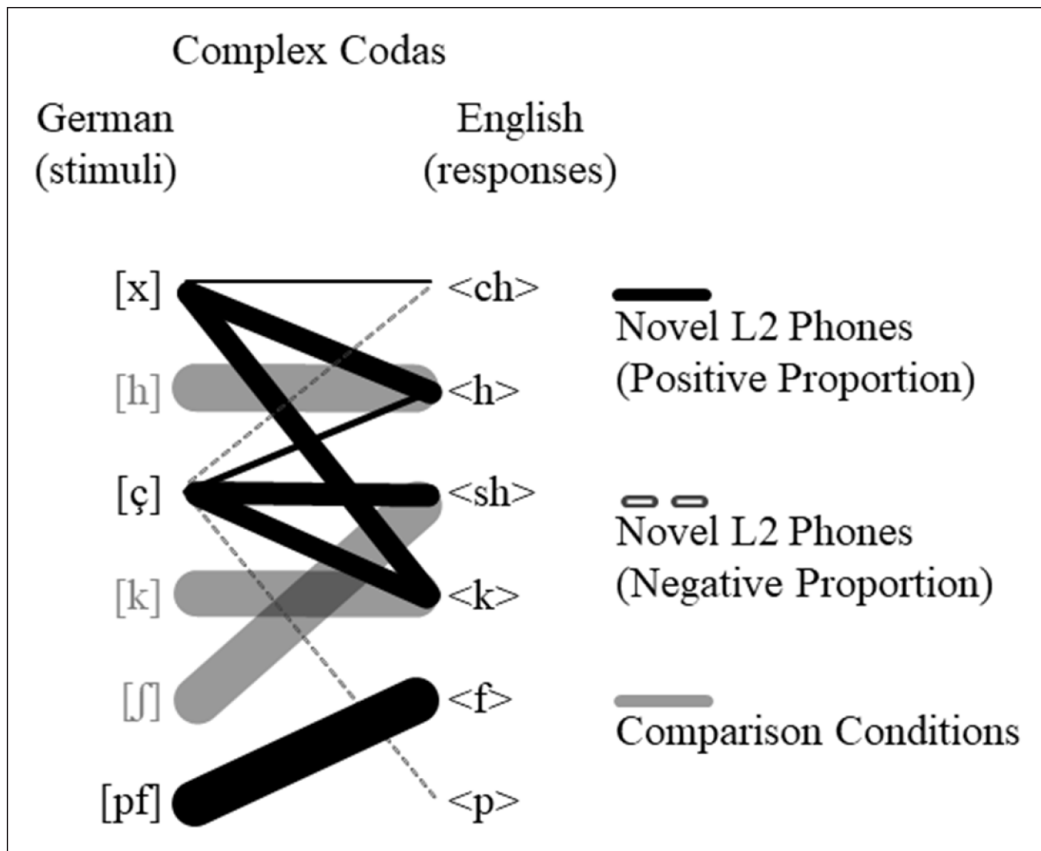 Complex Codas
German
(stimuli)
English
(responses)
[x]
<ch>
[h]
<h>
[ç]
<sh>
[k]
<k>
[ʃ]
<f>
[pf]
<p>
Novel L2 Phones
(Positive Proportion)
Novel L2 Phones
(Negative Proportion)
Comparison Conditions